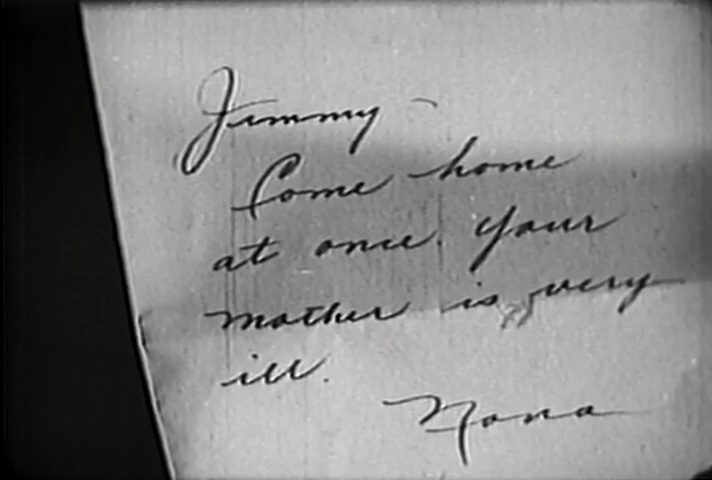 Jimmy -
Come home
at once. Your
mother is very
ill.
Nona